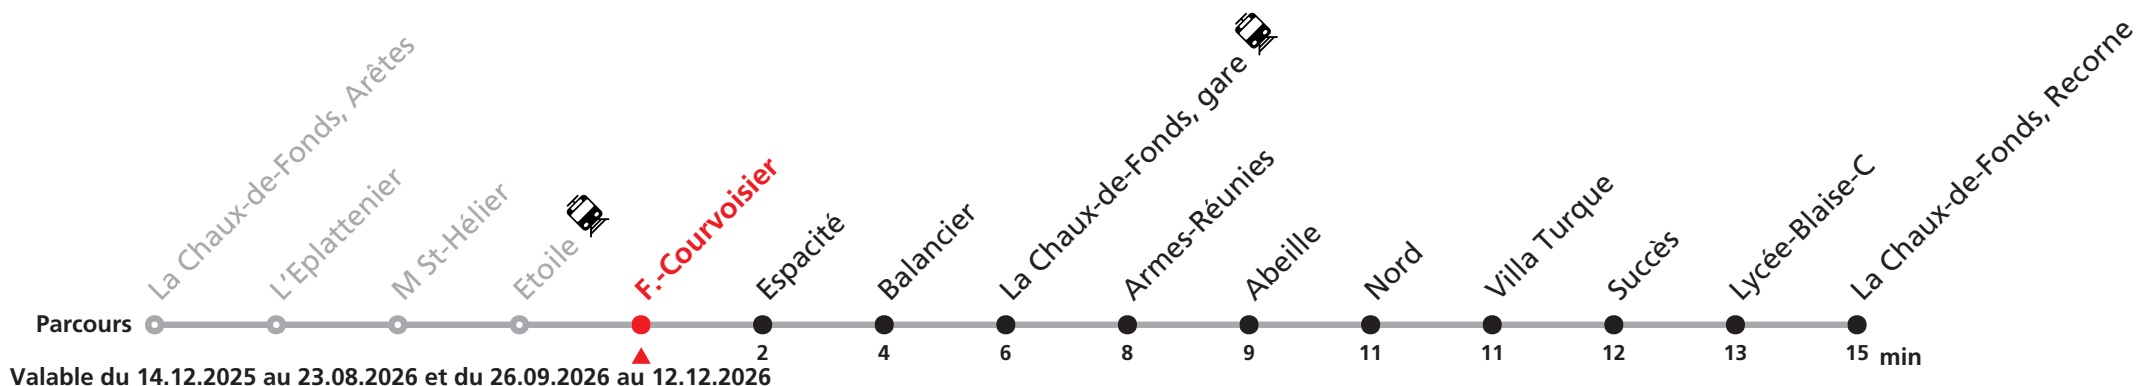 La Chaux-de-Fonds, Arêtes
L'Eplattenier
M St-Hélier
Etoile
F.-Courvoisier
Espacité
Balancier
La Chaux-de-Fonds, gare
Armes-Réunies
Abeille
Nord
Villa Turque
Succès
Lycée-Blaise-C
La Chaux-de-Fonds, Recorne
Parcours
2 4 6 8 9 11 11 12 13 15 min
Valable du 14.12.2025 au 23.08.2026 et du 26.09.2026 au 12.12.2026